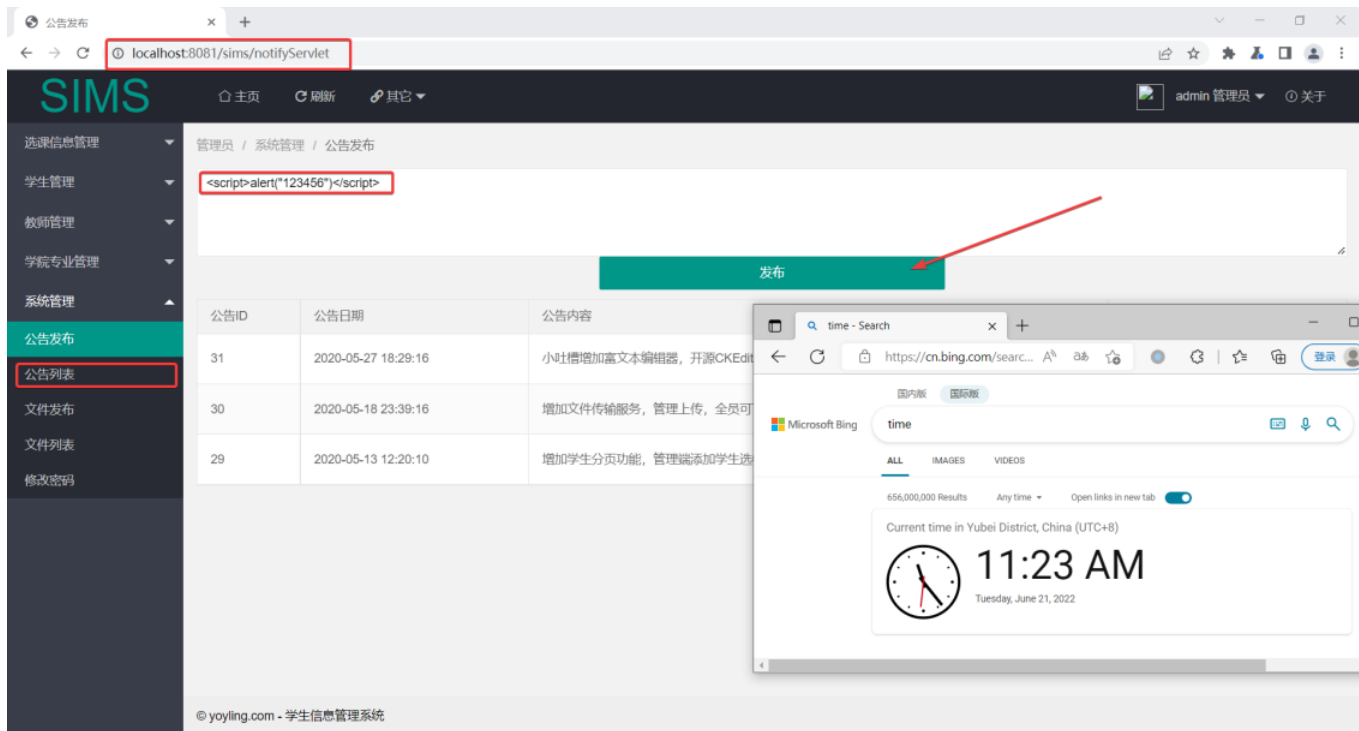 公告发布
localhost:8081/sims/notifyServlet
SIMS
主页 刷新 其它
admin 管理员 关于
选课信息管理
学生管理
教师管理
学院专业管理
系统管理
公告发布
公告列表
文件发布
文件列表
修改密码
管理员 / 系统管理 / 公告发布
<script>alert("123456")</script>
发布
公告ID 公告日期 公告内容
31 2020-05-27 18:29:16 小吐槽增加富文本编辑器，开源CKEdit
30 2020-05-18 23:39:16 增加文件传输服务，管理上传，全员可
29 2020-05-13 12:20:10 增加学生分页功能，管理端添加学生选
time - Search
https://cn.bing.com/searc... 登录
国内版 国际版
Microsoft Bing
time
ALL IMAGES VIDEOS
656,000,000 Results Any time Open links in new tab
Current time in Yubei District, China (UTC+8)
11:23 AM
Tuesday, June 21, 2022
© yoyling.com - 学生信息管理系统